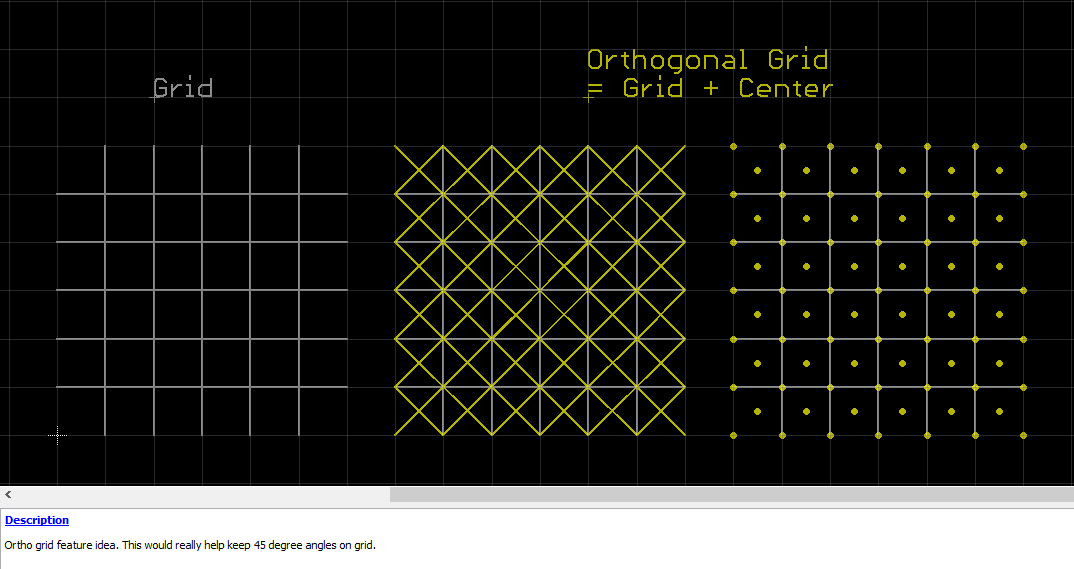 Grid
Orthogonal Grid
= Grid + Center
Description
Ortho grid feature idea. This would really help keep 45 degree angles on grid.